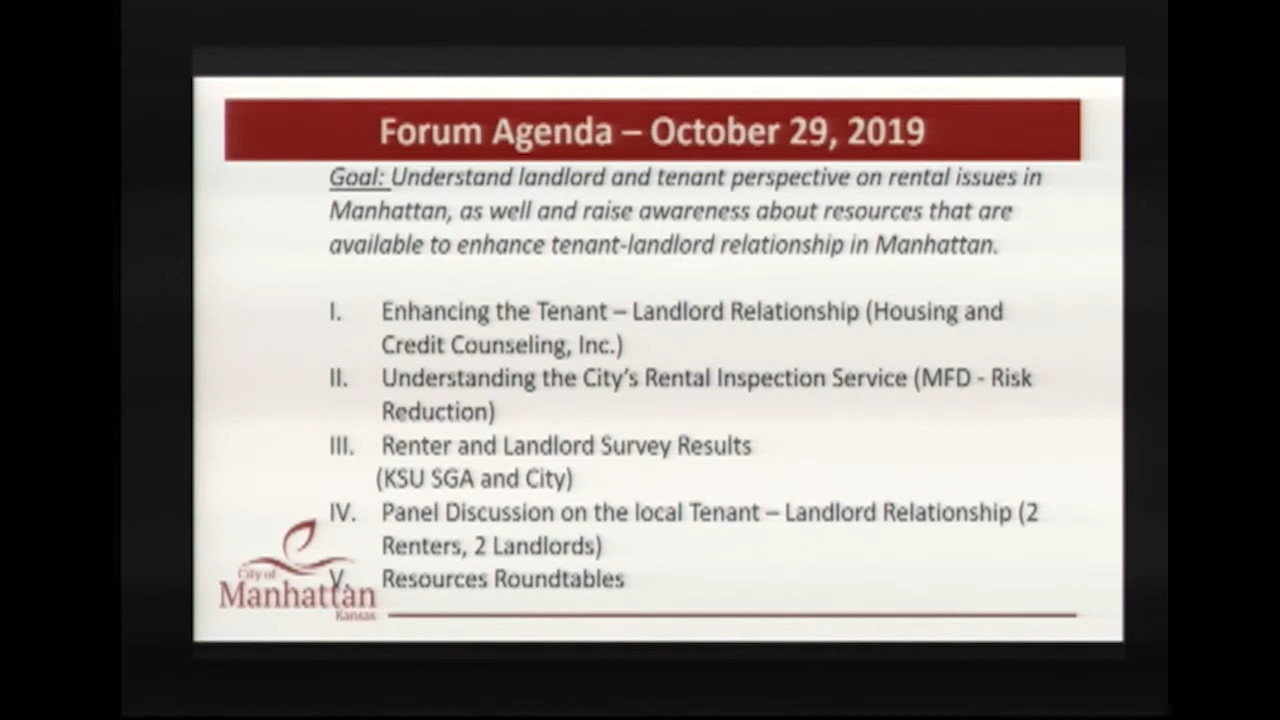 Forum Agenda – October 29, 2019
Goal: Understand landlord and tenant perspective on rental issues in
Manhattan, as well and raise awareness about resources that are
available to enhance tenant-landlord relationship in Manhattan.
I. Enhancing the Tenant – Landlord Relationship (Housing and
Credit Counseling, Inc.)
II. Understanding the City's Rental Inspection Service (MFD - Risk
Reduction)
III. Renter and Landlord Survey Results
(KSU SGA and City)
IV. Panel Discussion on the local Tenant – Landlord Relationship (2
Renters, 2 Landlords)
V. Resources Roundtables
City of
Manhattan
Kansas